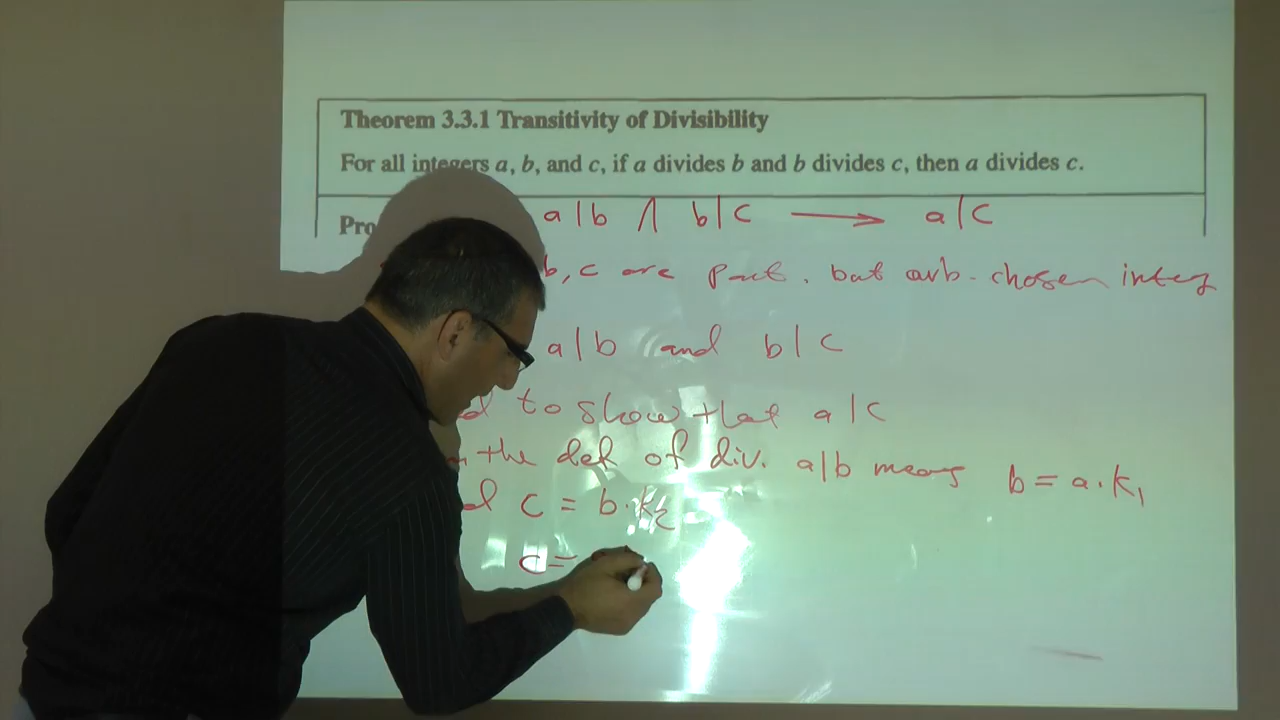 Theorem 3.3.1 Transitivity of Divisibility
For all integers a, b, and c, if a divides b and b divides c, then a divides c.
a|b ∧ b|c → a|c
b, c are part. but arb. chosen integ
a|b and b|c
to show that a|c
the def of div. a|b means b = a·k₁
c = b·k₂
c =